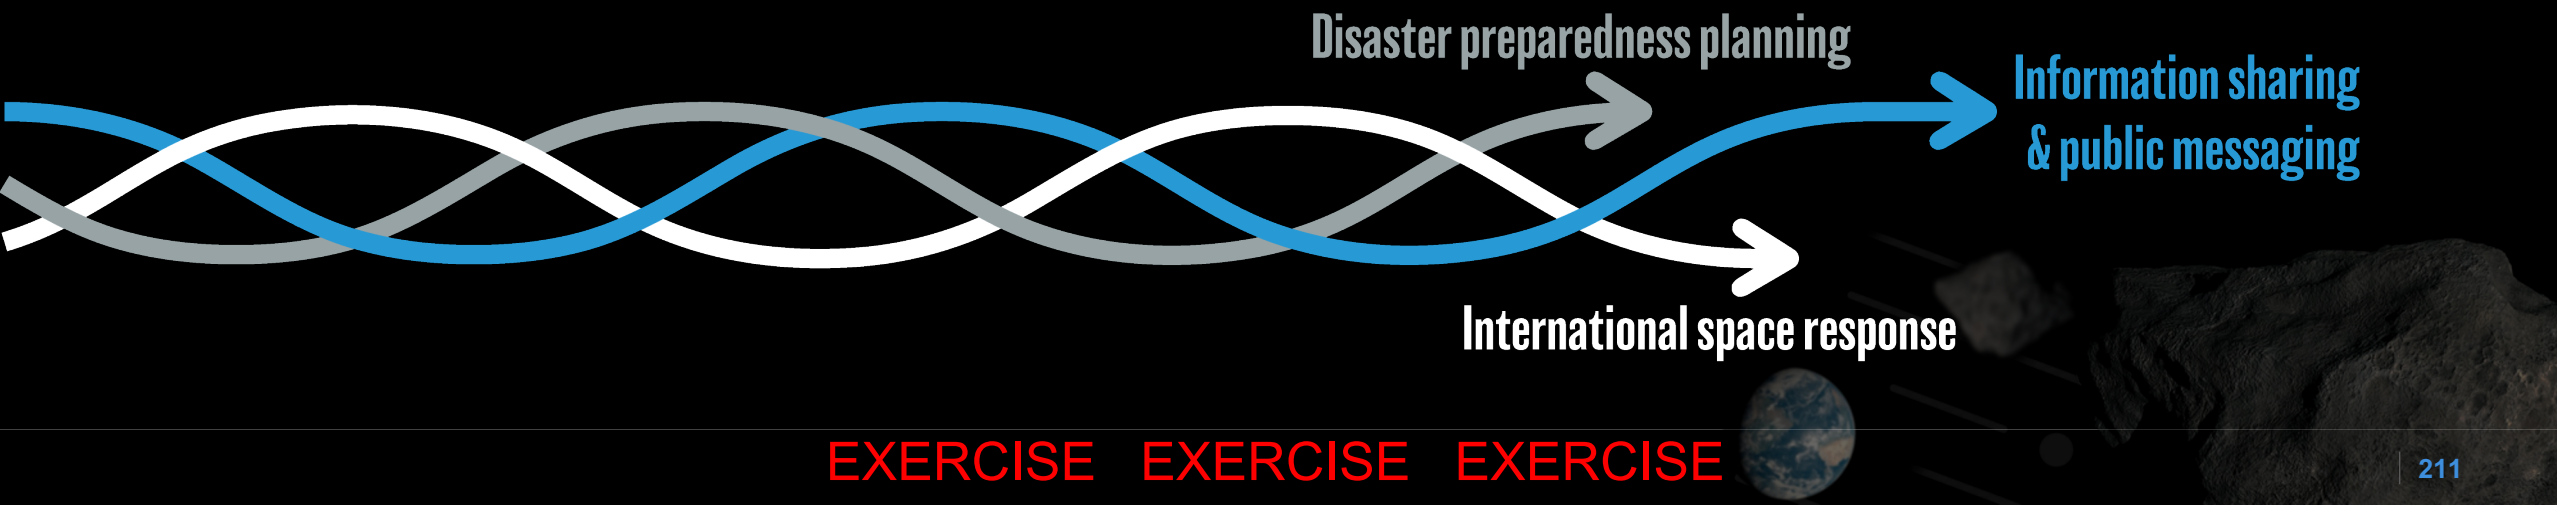 Disaster preparedness planning
Information sharing
& public messaging
International space response
EXERCISE EXERCISE EXERCISE
211